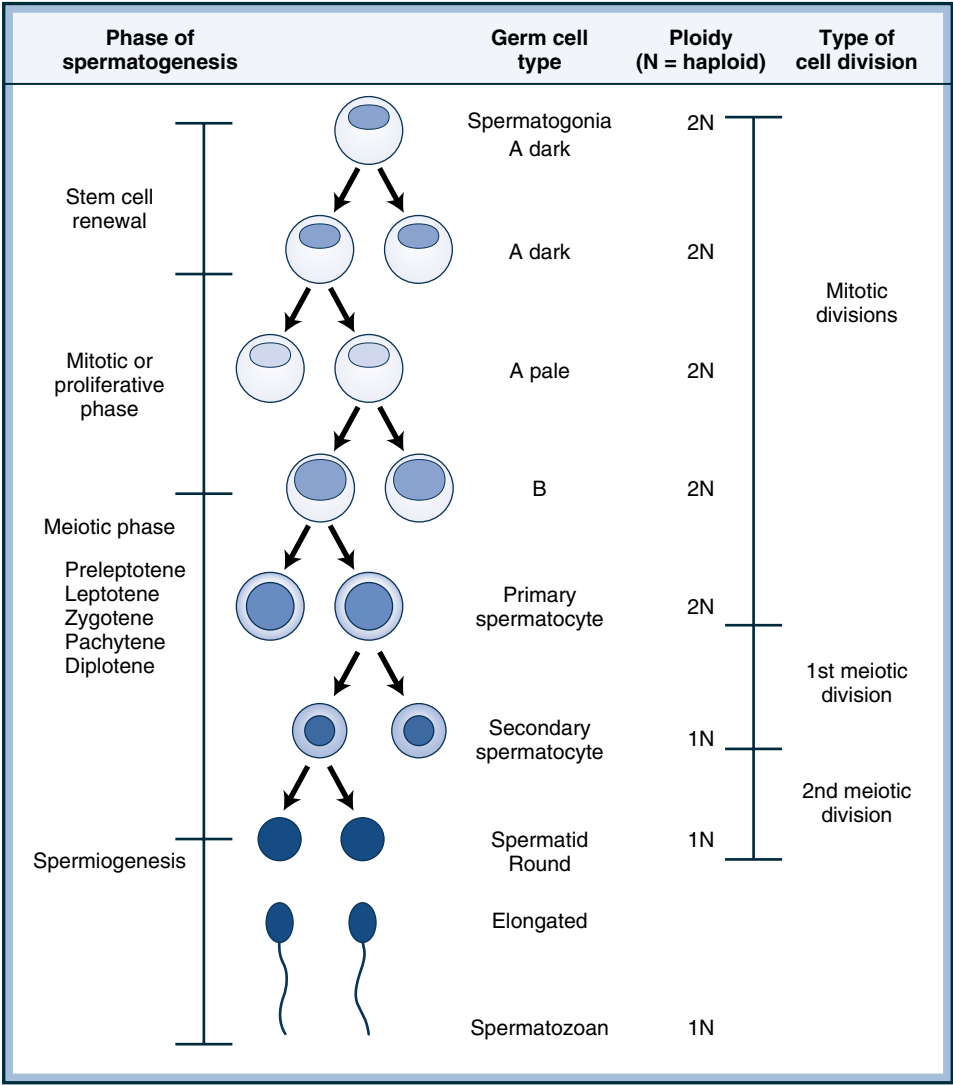 Phase of
spermatogenesis
Germ cell
type
Ploidy
(N = haploid)
Type of
cell division
Spermatogonia
A dark
2N
Stem cell
renewal
A dark
2N
Mitotic
divisions
Mitotic or
proliferative
phase
A pale
2N
B
2N
Meiotic phase
Preleptotene
Leptotene
Zygotene
Pachytene
Diplotene
Primary
spermatocyte
2N
1st meiotic
division
Secondary
spermatocyte
1N
2nd meiotic
division
Spermiogenesis
Spermatid
Round
1N
Elongated
Spermatozoan
1N